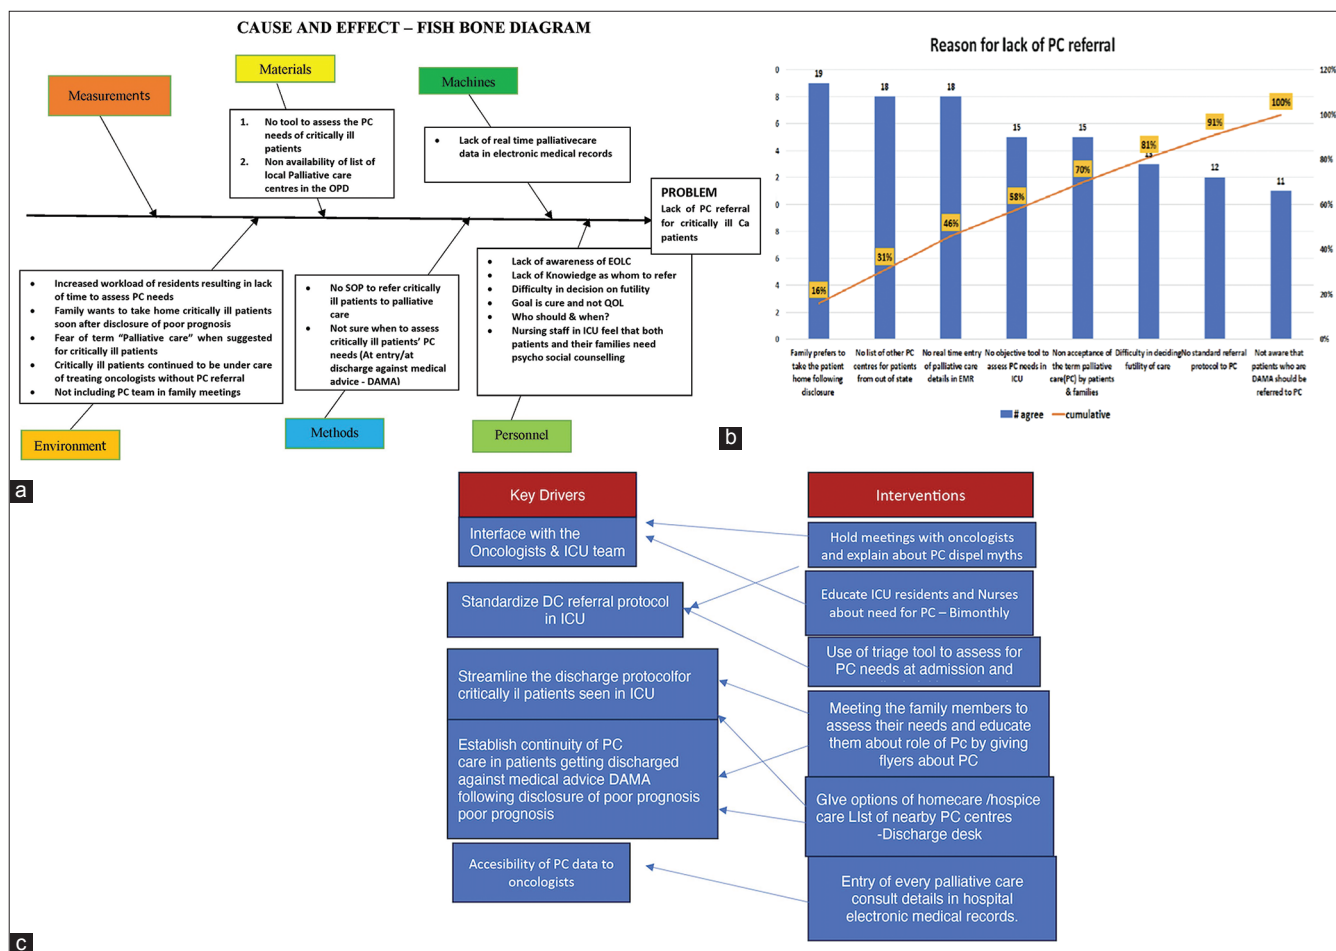 CAUSE AND EFFECT – FISH BONE DIAGRAM
Measurements
Materials
Machines
1. No tool to assess the PC
needs of critically ill
patients
2. Non availability of list of
local Palliative care
centres in the OPD
• Lack of real time palliativecare
data in electronic medical records
PROBLEM
Lack of PC referral
for critically ill Ca
patients
• Increased workload of residents resulting in lack
of time to assess PC needs
• Family wants to take home critically ill patients
soon after disclosure of poor prognosis
• Fear of term “Palliative care” when suggested
for critically ill patients
• Critically ill patients continued to be under care
of treating oncologists without PC referral
• Not including PC team in family meetings
• No SOP to refer critically
ill patients to palliative
care
• Not sure when to assess
critically ill patients’ PC
needs (At entry/at
discharge against medical
advice - DAMA)
• Lack of awareness of EOLC
• Lack of Knowledge as whom to refer
• Difficulty in decision on futility
• Goal is cure and not QOL
• Who should & when?
• Nursing staff in ICU feel that both
patients and their families need
psycho social counselling
Environment
Methods
Personnel
a
Reason for lack of PC referral
0
8
6
4
2
0
8
6
4
2
0
19
18
18
15
15
13
12
11
16%
31%
46%
58%
70%
81%
91%
100%
120%
100%
80%
60%
40%
20%
0%
Family prefers to
take the patient
home following
disclosure
No list of other PC
centres for patients
from out of state
No real time entry
of palliative care
details in EMR
No objective tool to
assess PC needs in
ICU
Non acceptance of
the term palliative
care(PC) by patients
& families
Difficulty in deciding
futility of care
No standard referral
protocol to PC
Not aware that
patients who are
DAMA should be
referred to PC
# agree
cumulative
b
Key Drivers
Interface with the
Oncologists & ICU team
Standardize DC referral protocol
in ICU
Streamline the discharge protocolfor
critically il patients seen in ICU
Establish continuity of PC
care in patients getting discharged
against medical advice DAMA
following disclosure of poor prognosis
poor prognosis
Accesibility of PC data to
oncologists
Interventions
Hold meetings with oncologists
and explain about PC dispel myths
Educate ICU residents and Nurses
about need for PC – Bimonthly
Use of triage tool to assess for
PC needs at admission and
Meeting the family members to
assess their needs and educate
them about role of Pc by giving
flyers about PC
GIve options of homecare /hospice
care LIst of nearby PC centres
-Discharge desk
Entry of every palliative care
consult details in hospital
electronic medical records.
c